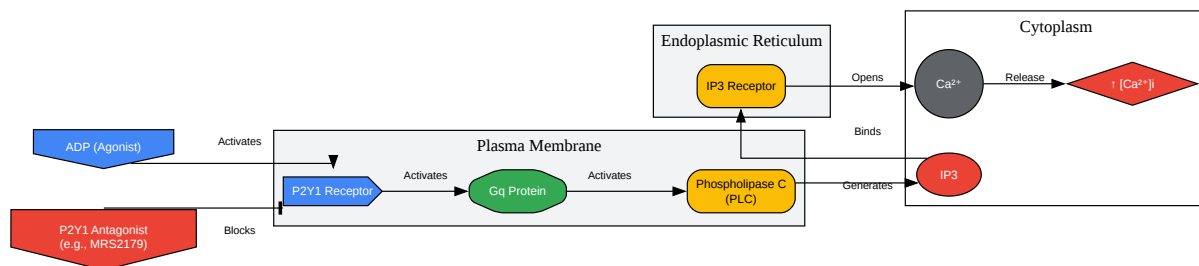 Endoplasmic Reticulum
IP3 Receptor
Opens
Cytoplasm
Ca²⁺
Release
↑ [Ca²⁺]i
Binds
IP3
Generates
ADP (Agonist)
Activates
Plasma Membrane
P2Y1 Receptor
Activates
Gq Protein
Activates
Phospholipase C
(PLC)
P2Y1 Antagonist
(e.g., MRS2179)
Blocks